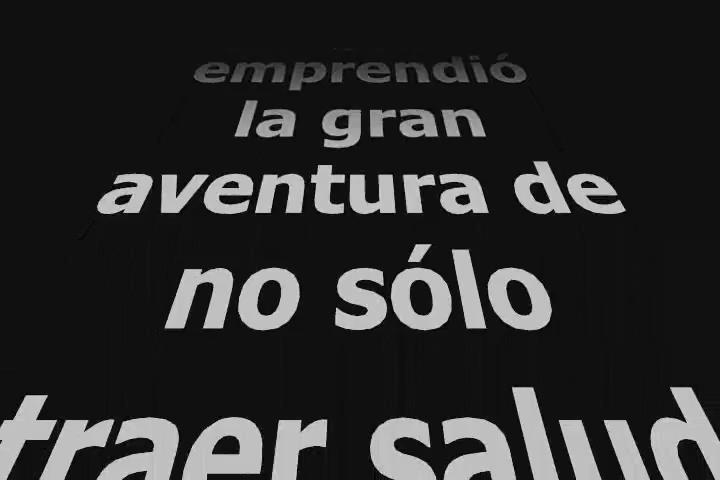 emprendió
la gran
aventura de
no sólo
traer salud